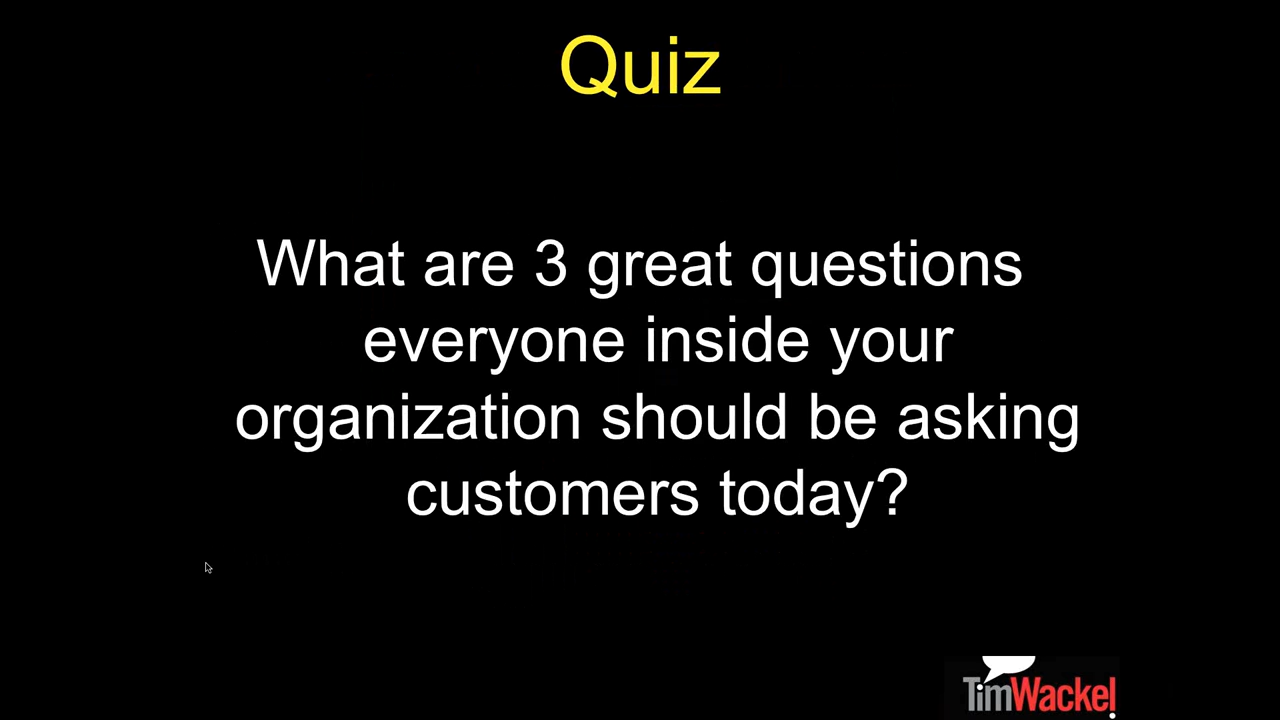 Quiz
What are 3 great questions
everyone inside your
organization should be asking
customers today?
TimWackel